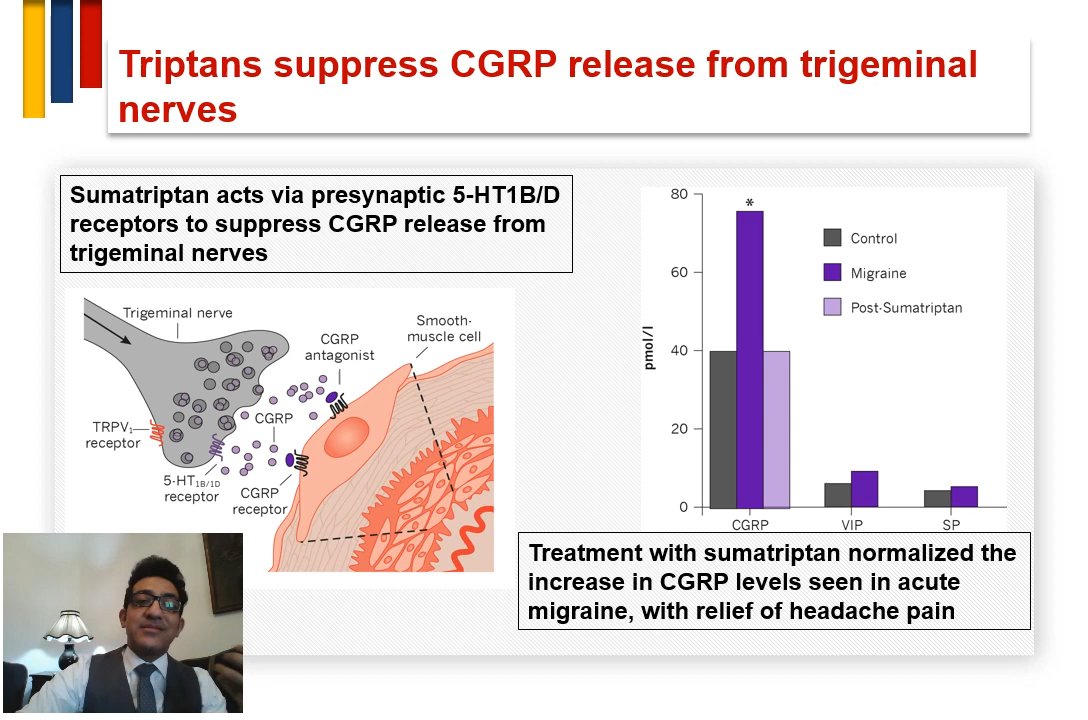 Triptans suppress CGRP release from trigeminal
nerves
Sumatriptan acts via presynaptic 5-HT1B/D
receptors to suppress CGRP release from
trigeminal nerves
Trigeminal nerve
CGRP
antagonist
Smooth-
muscle cell
TRPV₁
receptor
CGRP
5-HT₁B/₁D
receptor
CGRP
receptor
80
60
40
20
0
pmol/l
*
Control
Migraine
Post-Sumatriptan
CGRP
VIP
SP
Treatment with sumatriptan normalized the
increase in CGRP levels seen in acute
migraine, with relief of headache pain